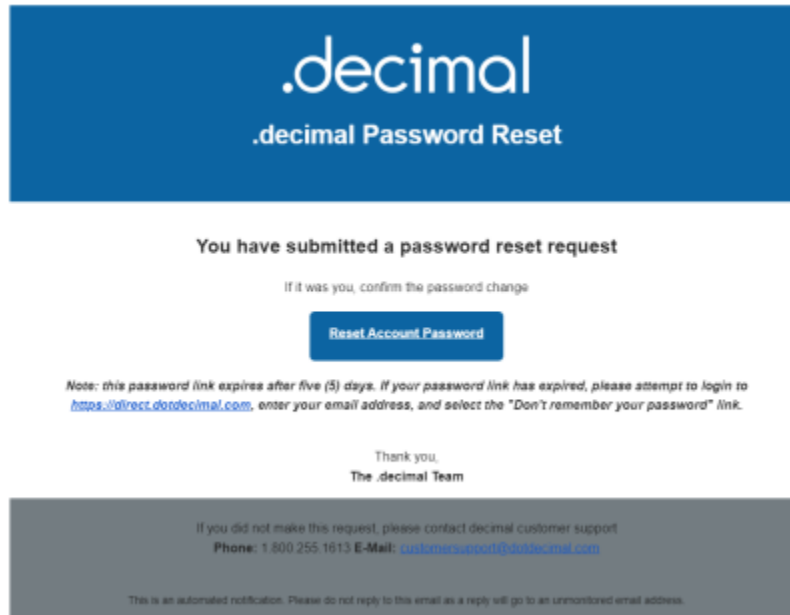 .decimal
.decimal Password Reset
You have submitted a password reset request
If it was you, confirm the password change
Reset Account Password
Note: this password link expires after five (5) days. If your password link has expired, please attempt to login to
https://direct.dotdecimal.com, enter your email address, and select the "Don't remember your password" link.
Thank you,
The .decimal Team
If you did not make this request, please contact decimal customer support
Phone: 1.800.255.1613 E-Mail: customersupport@dotdecimal.com
This is an automated notification. Please do not reply to this email as a reply will go to an unmonitored email address.